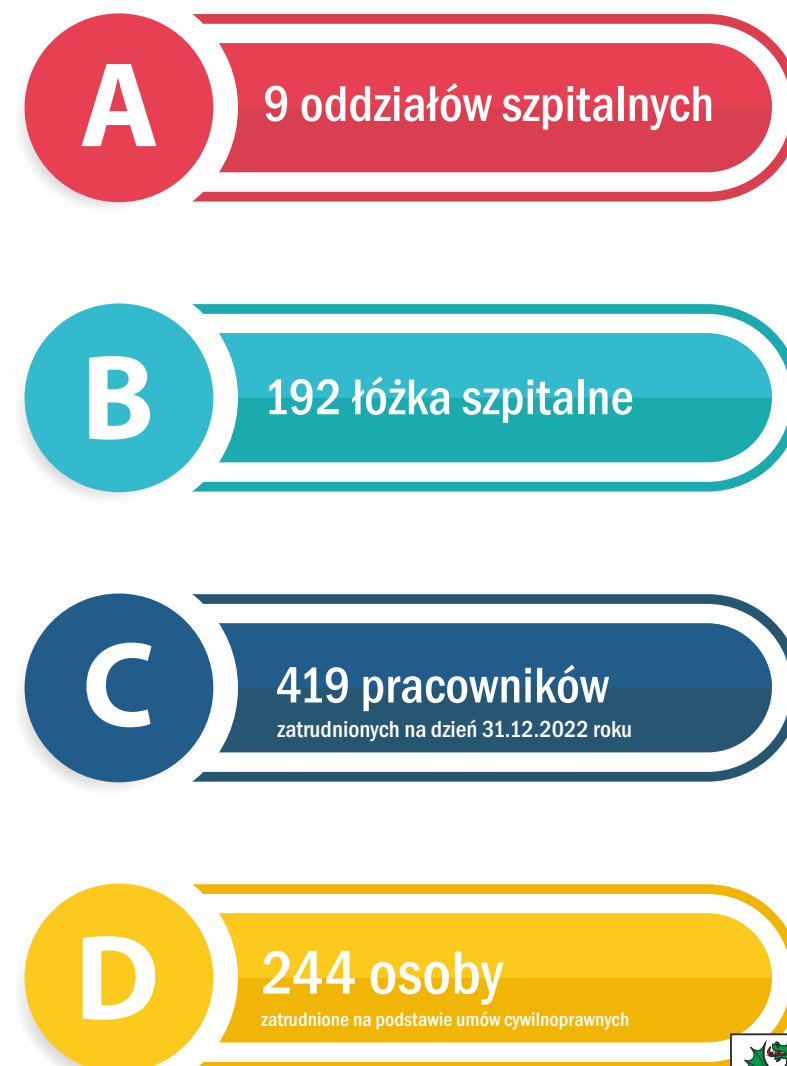 A
9 oddziałów szpitalnych
B
192 łóżka szpitalne
C
419 pracowników
zatrudnionych na dzień 31.12.2022 roku
D
244 osoby
zatrudnione na podstawie umów cywilnoprawnych